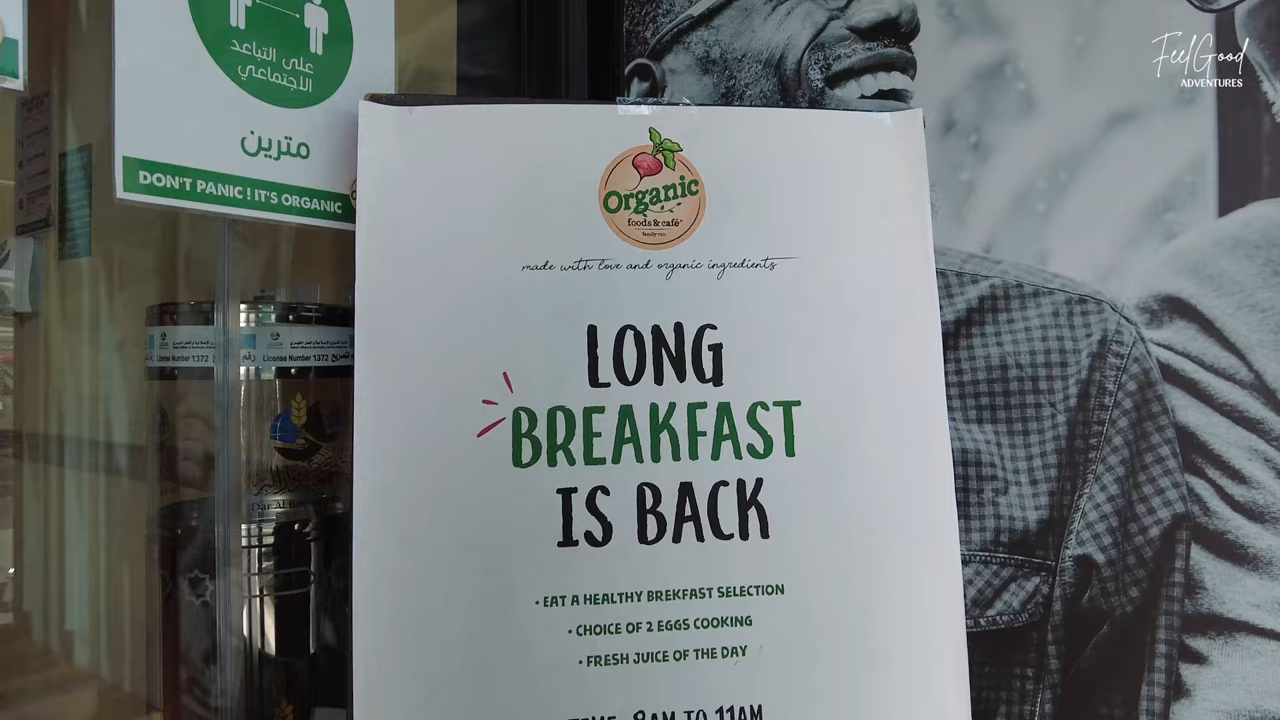 على التباعد
الاجتماعي
مترين
DON'T PANIC ! IT'S ORGANIC
FeelGood
ADVENTURES
Organic
foods & café
family run
made with love and organic ingredients
LONG
BREAKFAST
IS BACK
• EAT A HEALTHY BREKFAST SELECTION
• CHOICE OF 2 EGGS COOKING
• FRESH JUICE OF THE DAY
TIME 8AM TO 11AM
License Number 1372
رقم
License Number 1372